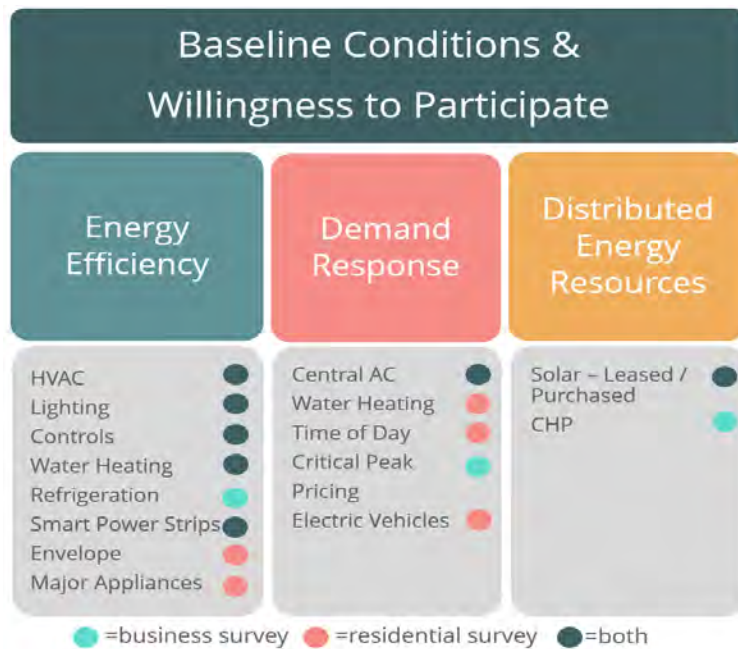 Baseline Conditions &
Willingness to Participate
Energy
Efficiency
Demand
Response
Distributed
Energy
Resources
HVAC
Lighting
Controls
Water Heating
Refrigeration
Smart Power Strips
Envelope
Major Appliances
Central AC
Water Heating
Time of Day
Critical Peak
Pricing
Electric Vehicles
Solar – Leased /
Purchased
CHP
=business survey =residential survey =both